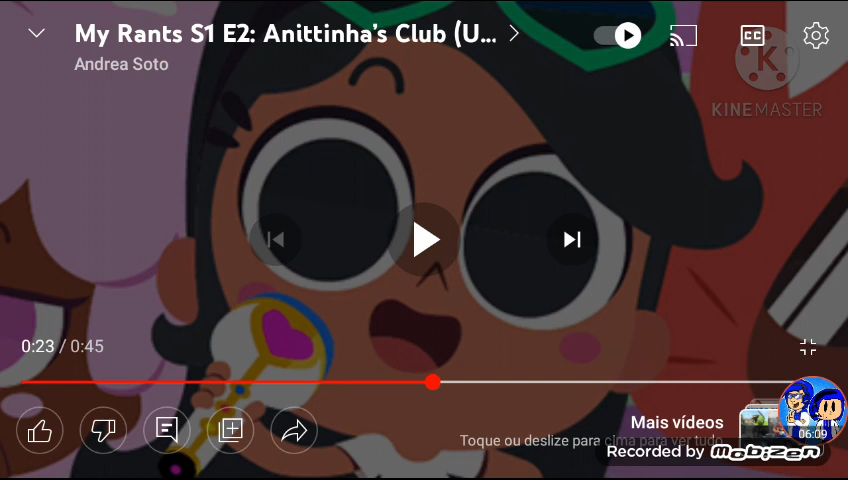 My Rants S1 E2: Anittinha's Club (U...
Andrea Soto
CC
K
KINEMASTER
0:23 / 0:45
Mais vídeos
Toque ou deslize para cima para ver tudo
06:09
Recorded by mobizen